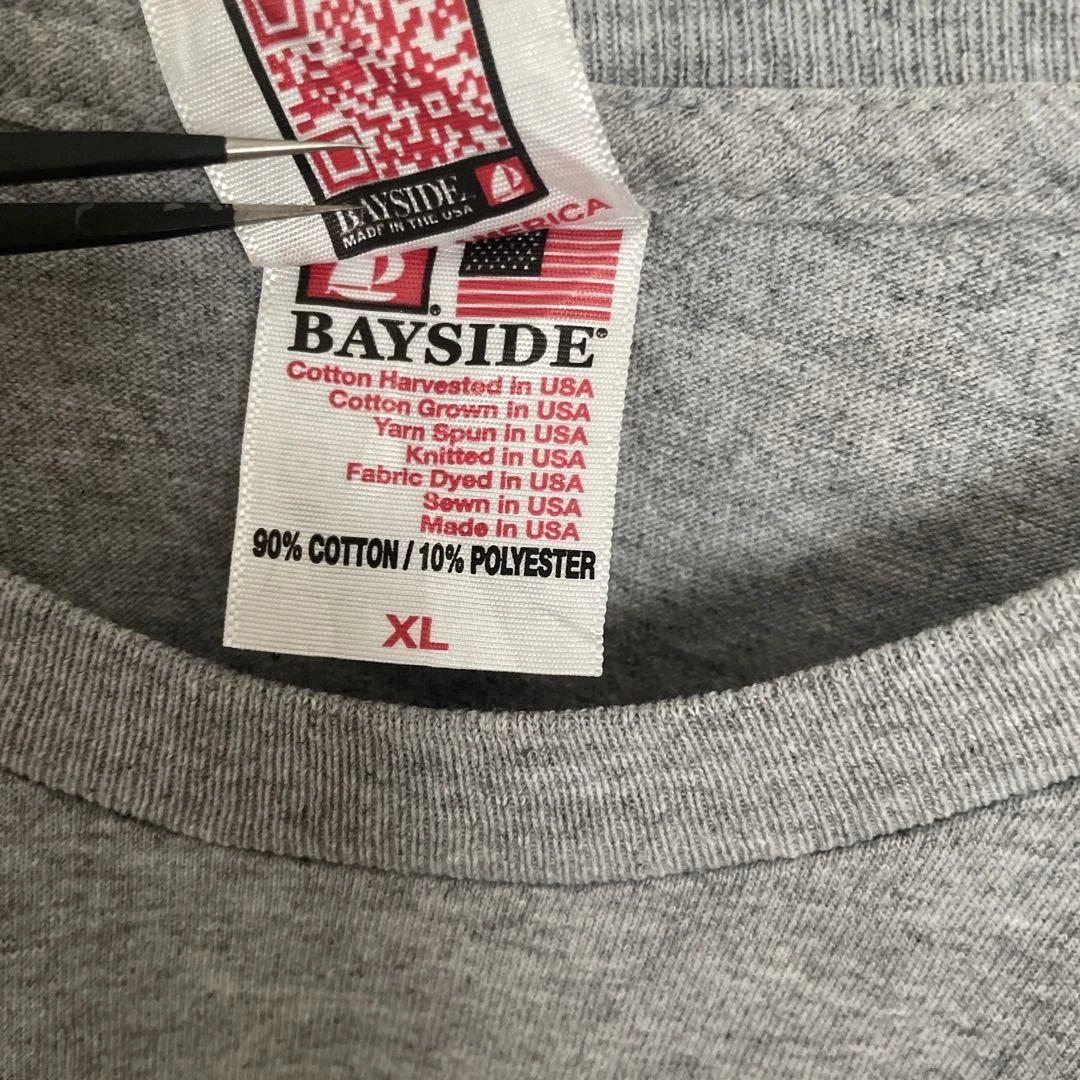 BAYSIDE
MADE IN THE USA
AMERICA
BAYSIDE®
Cotton Harvested in USA
Cotton Grown in USA
Yarn Spun in USA
Knitted in USA
Fabric Dyed in USA
Sewn in USA
Made in USA
90% COTTON / 10% POLYESTER
XL